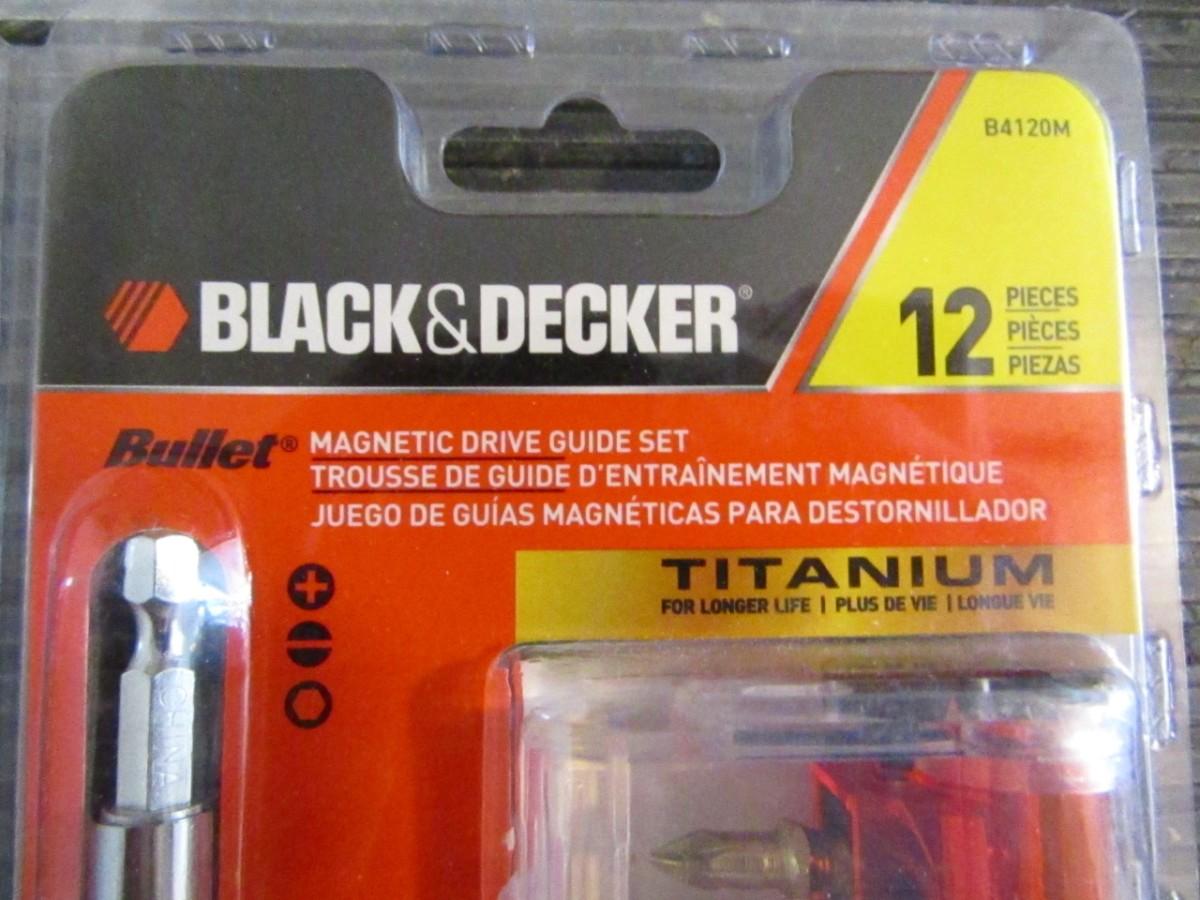 B4120M
BLACK&DECKER®
12 PIECES
PIÈCES
PIEZAS
Bullet® MAGNETIC DRIVE GUIDE SET
TROUSSE DE GUIDE D'ENTRAÎNEMENT MAGNÉTIQUE
JUEGO DE GUÍAS MAGNÉTICAS PARA DESTORNILLADOR
TITANIUM
FOR LONGER LIFE | PLUS DE VIE | LONGUE VIE
CHINA